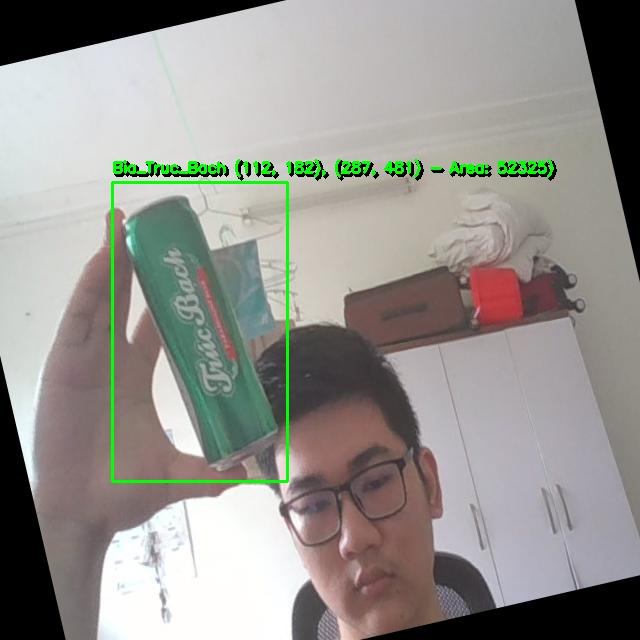 Bia_Truc_Bach (112, 182), (287, 481) - Area: 52325)
Trúc Bạch